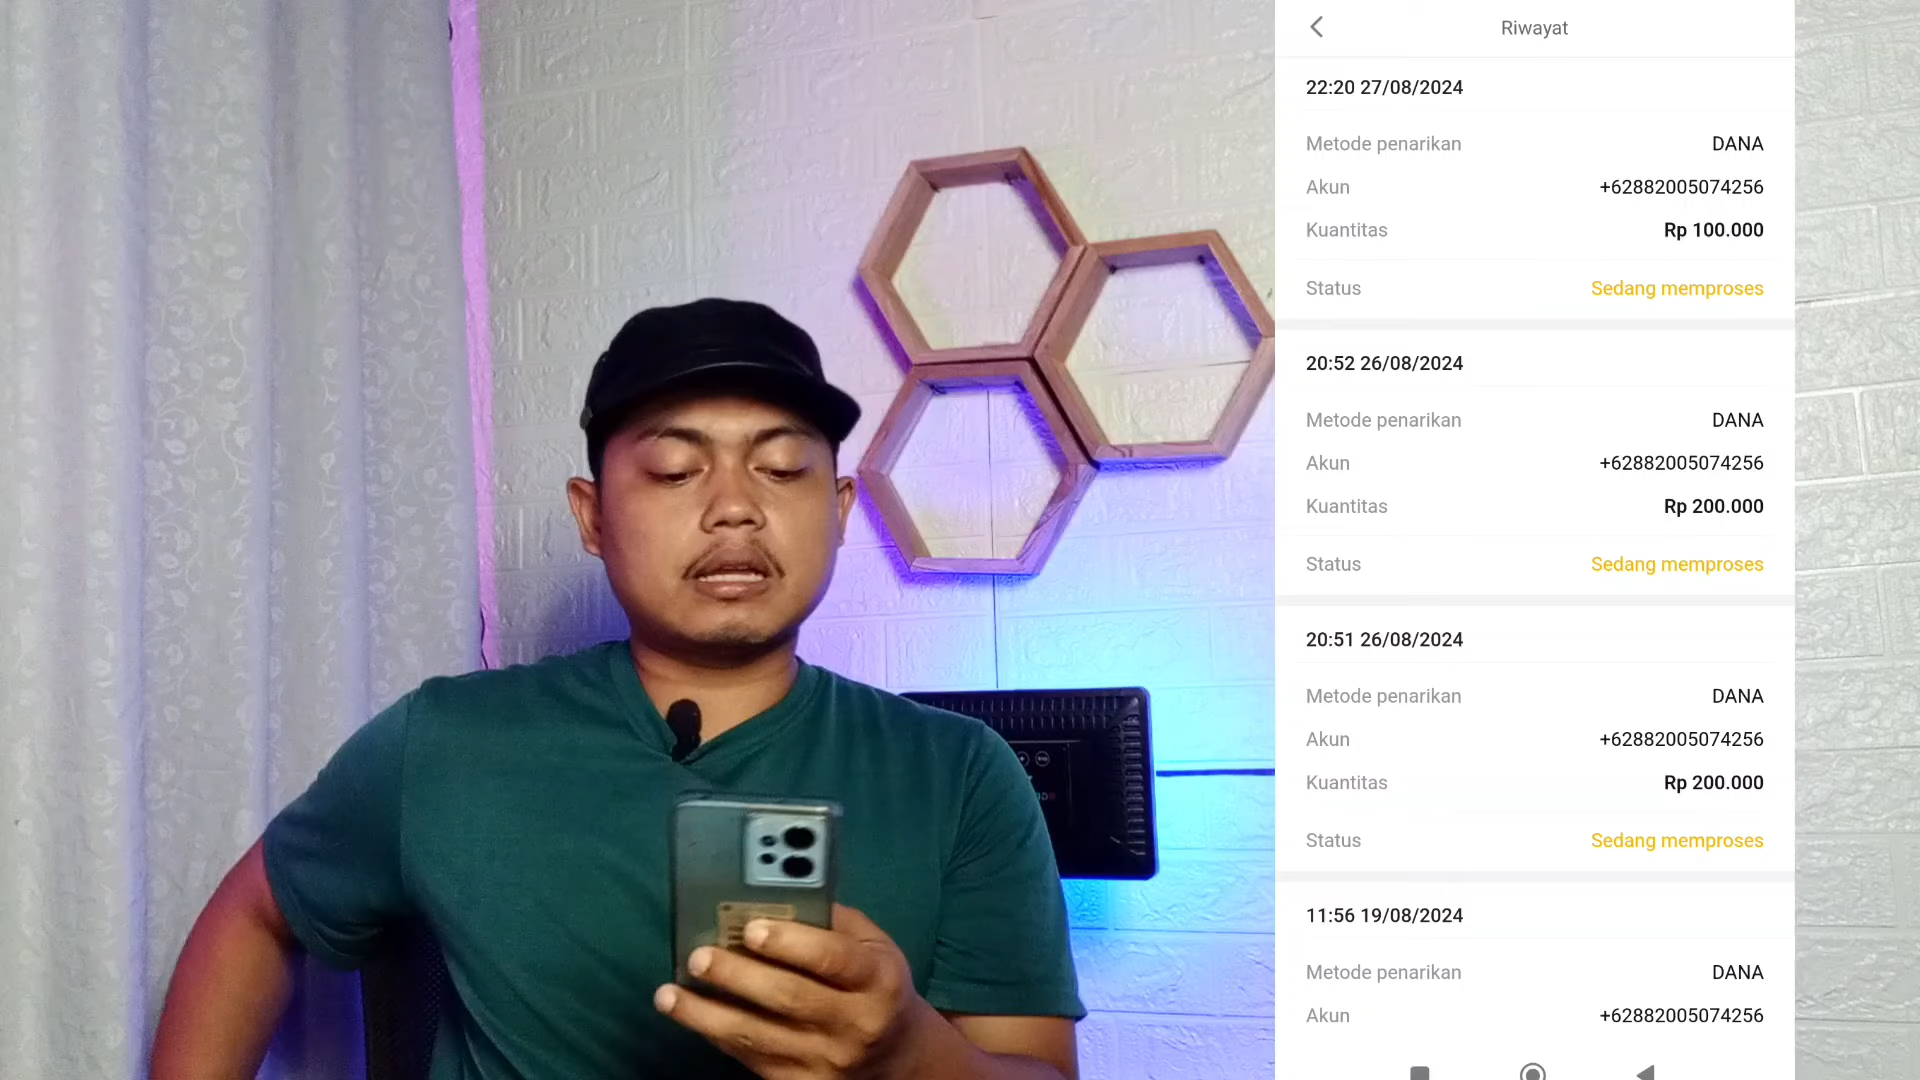 Riwayat
22:20 27/08/2024
Metode penarikan DANA
Akun +62882005074256
Kuantitas Rp 100.000
Status Sedang memproses
20:52 26/08/2024
Metode penarikan DANA
Akun +62882005074256
Kuantitas Rp 200.000
Status Sedang memproses
20:51 26/08/2024
Metode penarikan DANA
Akun +62882005074256
Kuantitas Rp 200.000
Status Sedang memproses
11:56 19/08/2024
Metode penarikan DANA
Akun +62882005074256